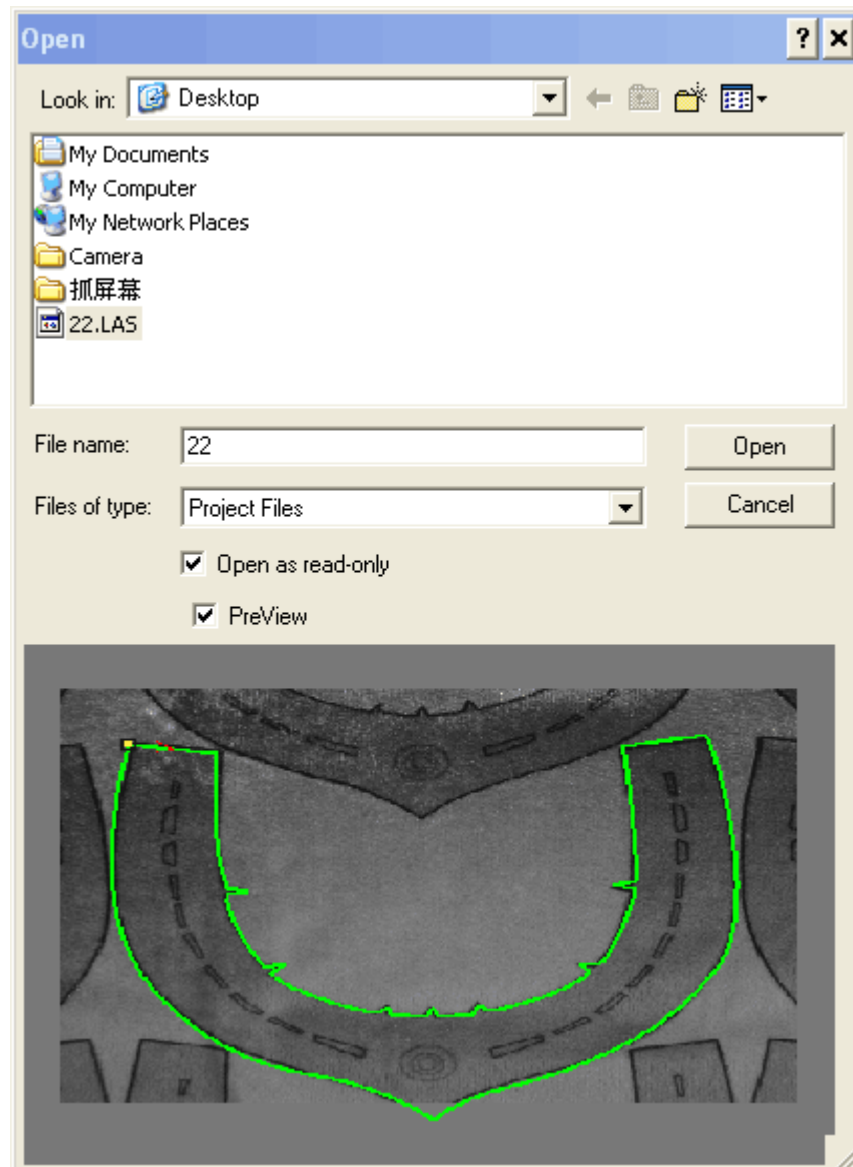 Open
Look in: Desktop
My Documents
My Computer
My Network Places
Camera
抓屏幕
22.LAS
File name: 22 Open
Files of type: Project Files Cancel
Open as read-only
PreView